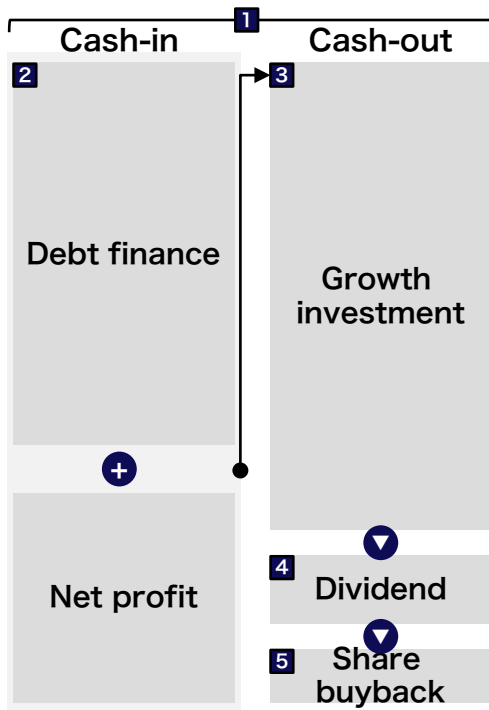 1
Cash-in
Cash-out
2
Debt finance
+
Net profit
3
Growth
investment
4
Dividend
5
Share
buyback